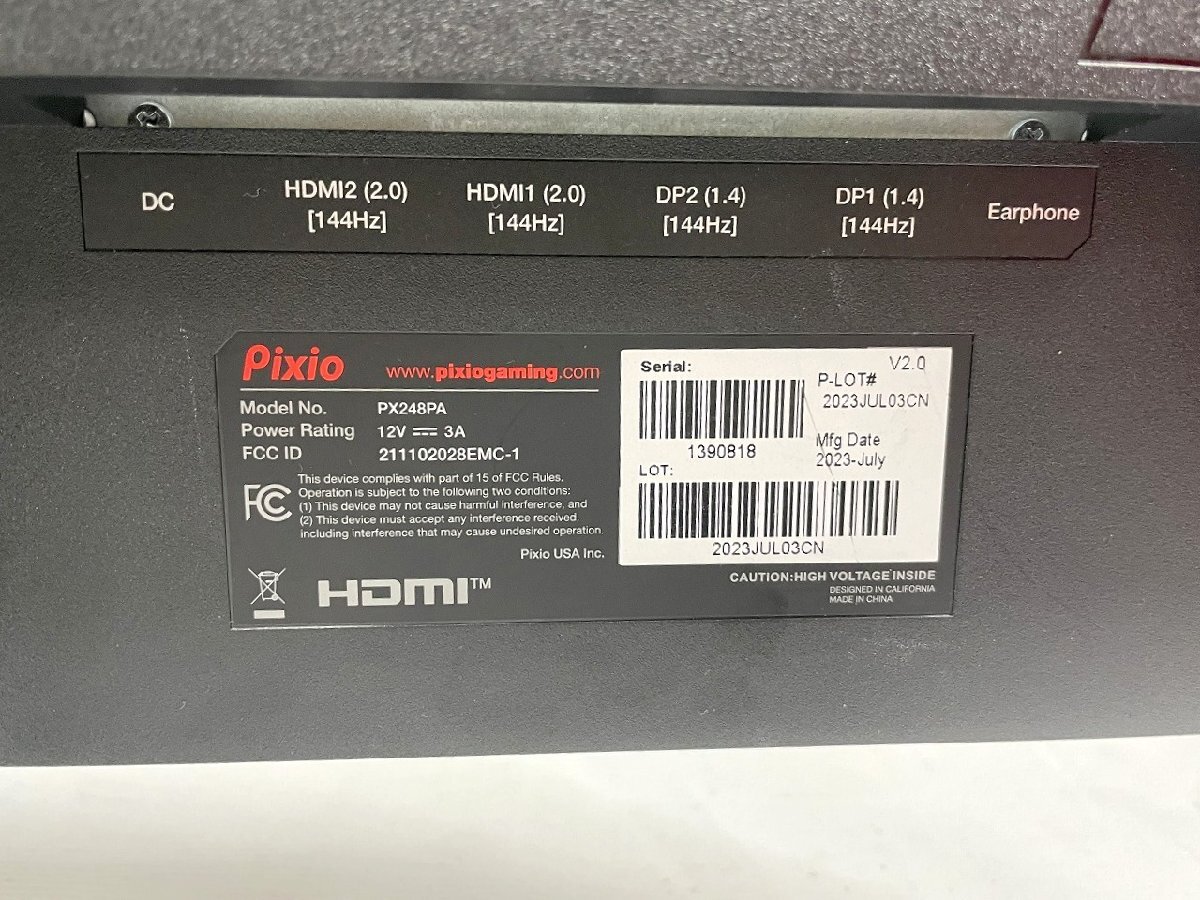 DC
HDMI2 (2.0)
[144Hz]
HDMI1 (2.0)
[144Hz]
DP2 (1.4)
[144Hz]
DP1 (1.4)
[144Hz]
Earphone
Pixio www.pixiogaming.com
Model No. PX248PA
Power Rating 12V ⎓ 3A
FCC ID 211102028EMC-1
FC
This device complies with part of 15 of FCC Rules.
Operation is subject to the following two conditions:
(1) This device may not cause harmful interference, and
(2) This device must accept any interference received
including interference that may cause undesired operation.
Pixio USA Inc.
HDMI™
Serial:
1390818
LOT:
2023JUL03CN
V2.0
P-LOT#
2023JUL03CN
Mfg Date
2023-July
CAUTION:HIGH VOLTAGE INSIDE
DESIGNED IN CALIFORNIA
MADE IN CHINA